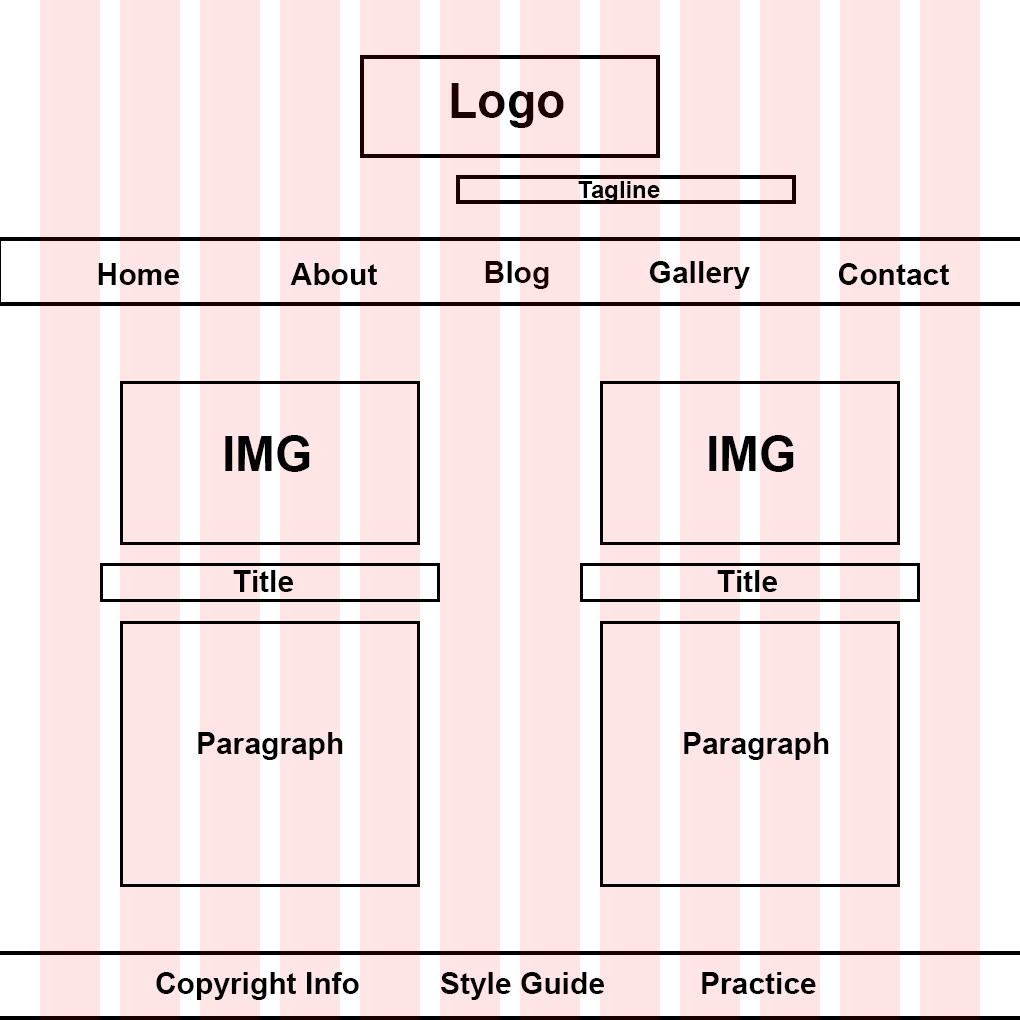 Logo
Tagline
Home About Blog Gallery Contact
IMG IMG
Title Title
Paragraph Paragraph
Copyright Info Style Guide Practice